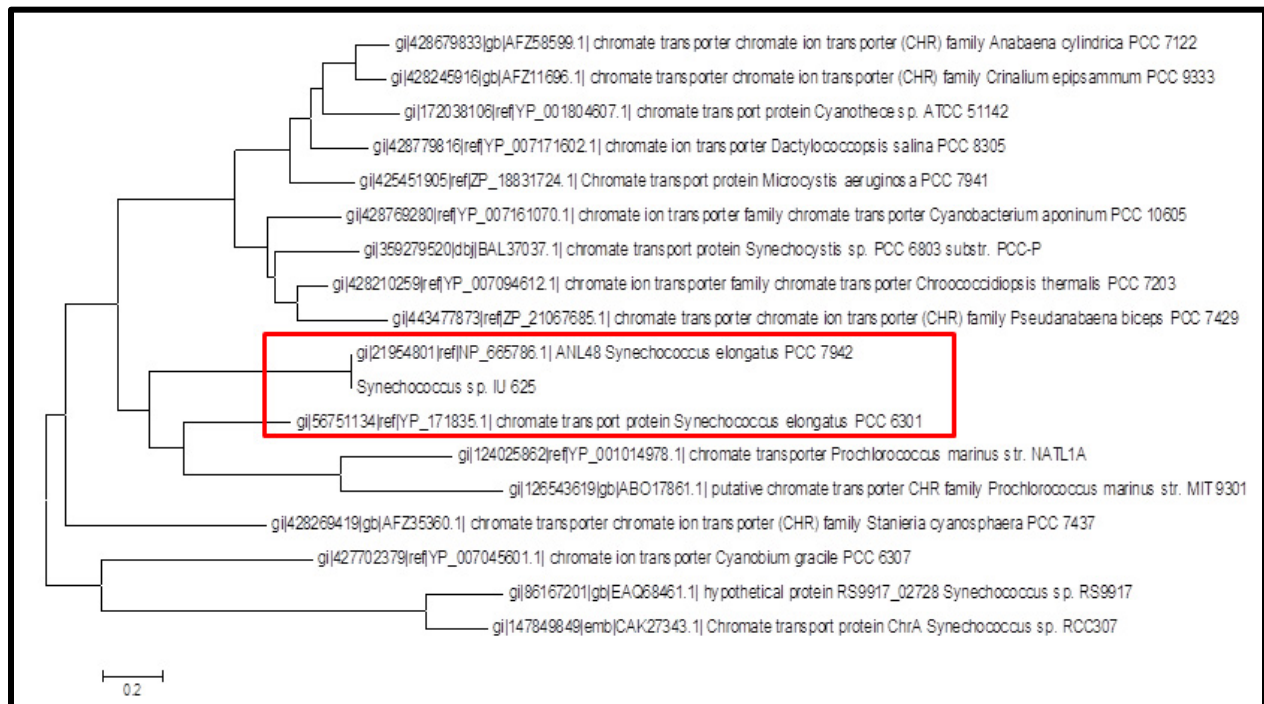 gi|428679833|gb|AFZ58599.1| chromate transporter chromate ion transporter (CHR) family Anabaena cylindrica PCC 7122
gi|428245916|gb|AFZ11696.1| chromate transporter chromate ion transporter (CHR) family Crinalium epipsammum PCC 9333
gi|172038106|ref|YP_001804607.1| chromate transport protein Cyanothece sp. ATCC 51142
gi|428779816|ref|YP_007171602.1| chromate ion transporter Dactylococcopsis salina PCC 8305
gi|425451905|ref|ZP_18831724.1| Chromate transport protein Microcystis aeruginosa PCC 7941
gi|428769280|ref|YP_007161070.1| chromate ion transporter family chromate transporter Cyanobacterium aponinum PCC 10605
gi|359279520|dbj|BAL37037.1| chromate transport protein Synechocystis sp. PCC 6803 substr. PCC-P
gi|428210259|ref|YP_007094612.1| chromate ion transporter family chromate transporter Chroococcidiopsis thermalis PCC 7203
gi|443477873|ref|ZP_21067685.1| chromate transporter chromate ion transporter (CHR) family Pseudanabaena biceps PCC 7429
gi|21954801|ref|NP_665786.1| ANL48 Synechococcus elongatus PCC 7942
Synechococcus sp. IU 625
gi|56751134|ref|YP_171835.1| chromate transport protein Synechococcus elongatus PCC 6301
gi|124025862|ref|YP_001014978.1| chromate transporter Prochlorococcus marinus str. NATL1A
gi|126543619|gb|ABO17861.1| putative chromate transporter CHR family Prochlorococcus marinus str. MIT 9301
gi|428269419|gb|AFZ35360.1| chromate transporter chromate ion transporter (CHR) family Stanieria cyanosphaera PCC 7437
gi|427702379|ref|YP_007045601.1| chromate ion transporter Cyanobium gracile PCC 6307
gi|86167201|gb|EAQ68461.1| hypothetical protein RS9917_02728 Synechococcus sp. RS9917
gi|147849849|emb|CAK27343.1| Chromate transport protein ChrA Synechococcus sp. RCC307
0.2